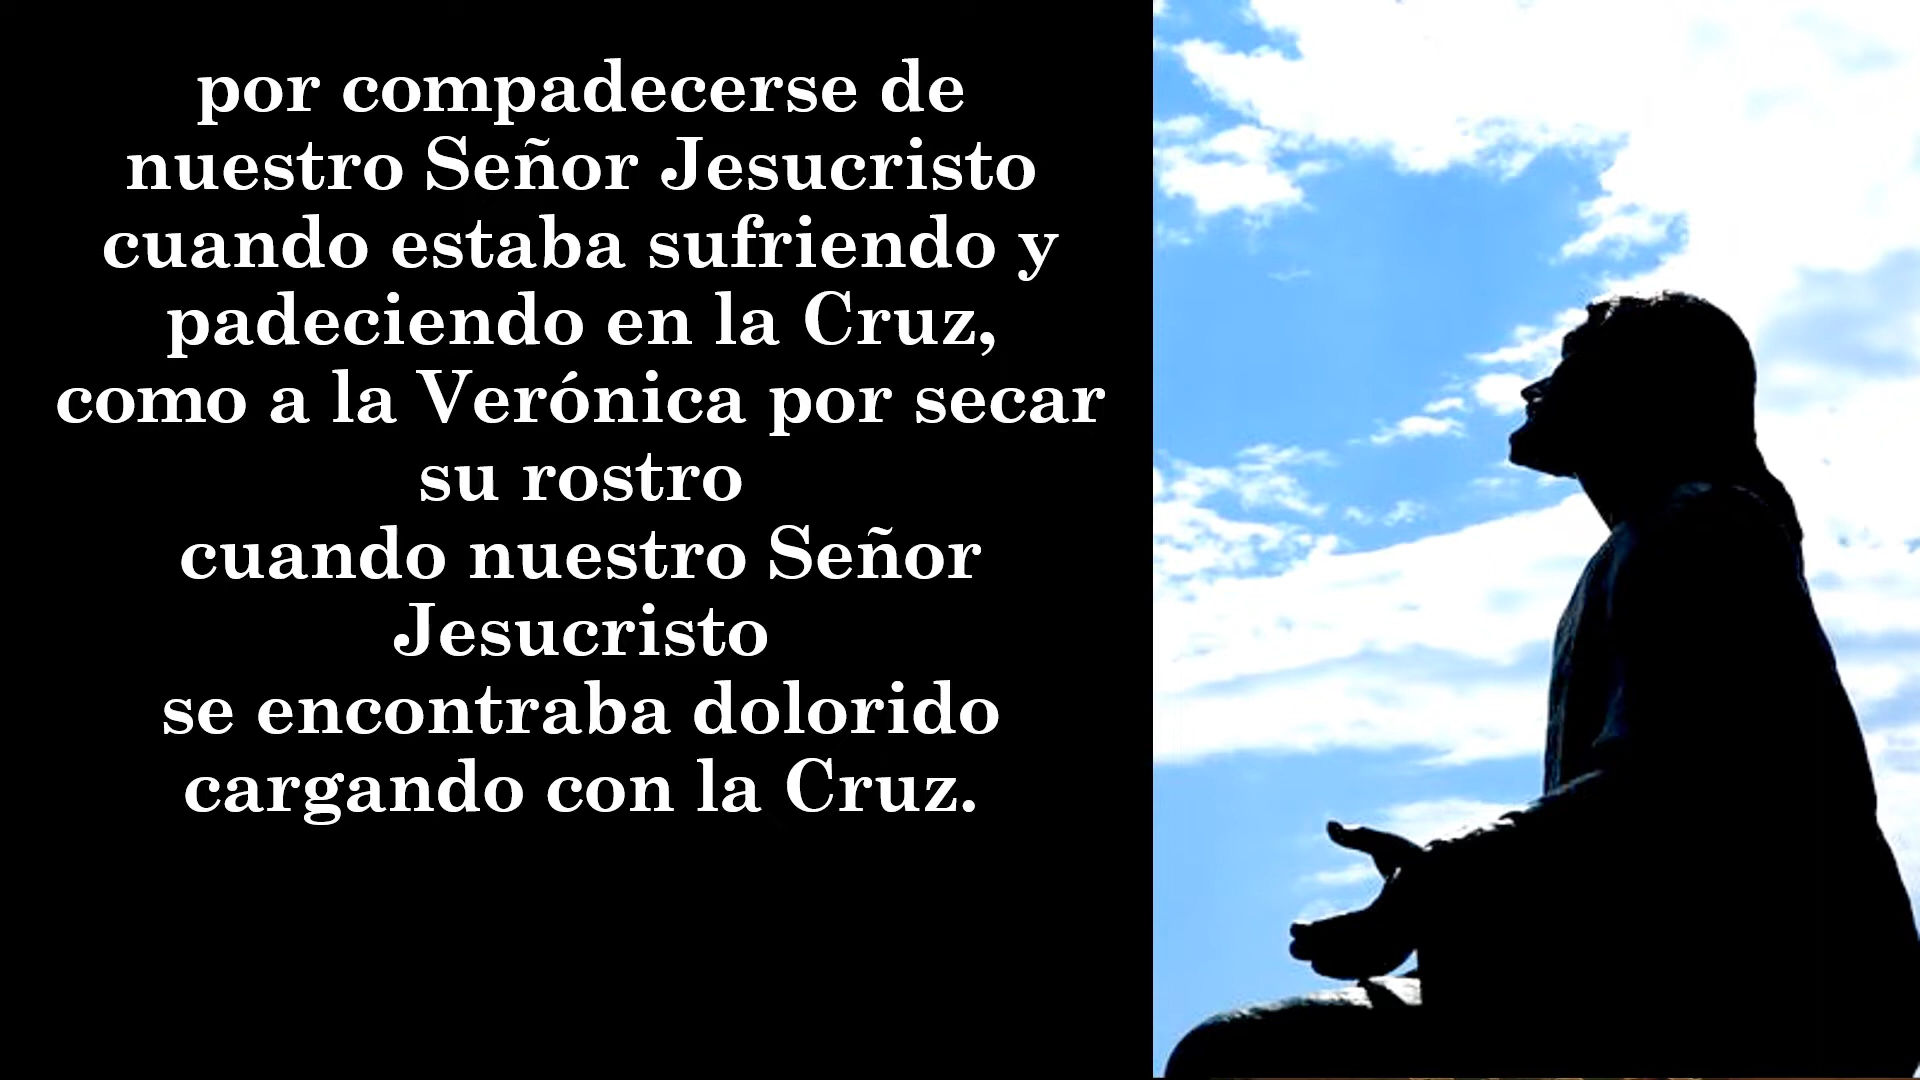 por compadecerse de
nuestro Señor Jesucristo
cuando estaba sufriendo y
padeciendo en la Cruz,
como a la Verónica por secar
su rostro
cuando nuestro Señor
Jesucristo
se encontraba dolorido
cargando con la Cruz.